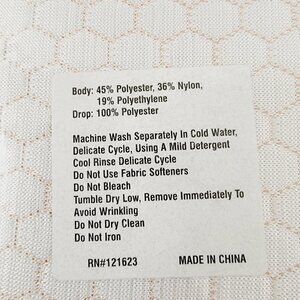 Body: 45% Polyester, 36% Nylon,
19% Polyethylene
Drop: 100% Polyester
Machine Wash Separately In Cold Water,
Delicate Cycle, Using A Mild Detergent
Cool Rinse Delicate Cycle
Do Not Use Fabric Softeners
Do Not Bleach
Tumble Dry Low, Remove Immediately To
Avoid Wrinkling
Do Not Dry Clean
Do Not Iron
RN#121623 MADE IN CHINA